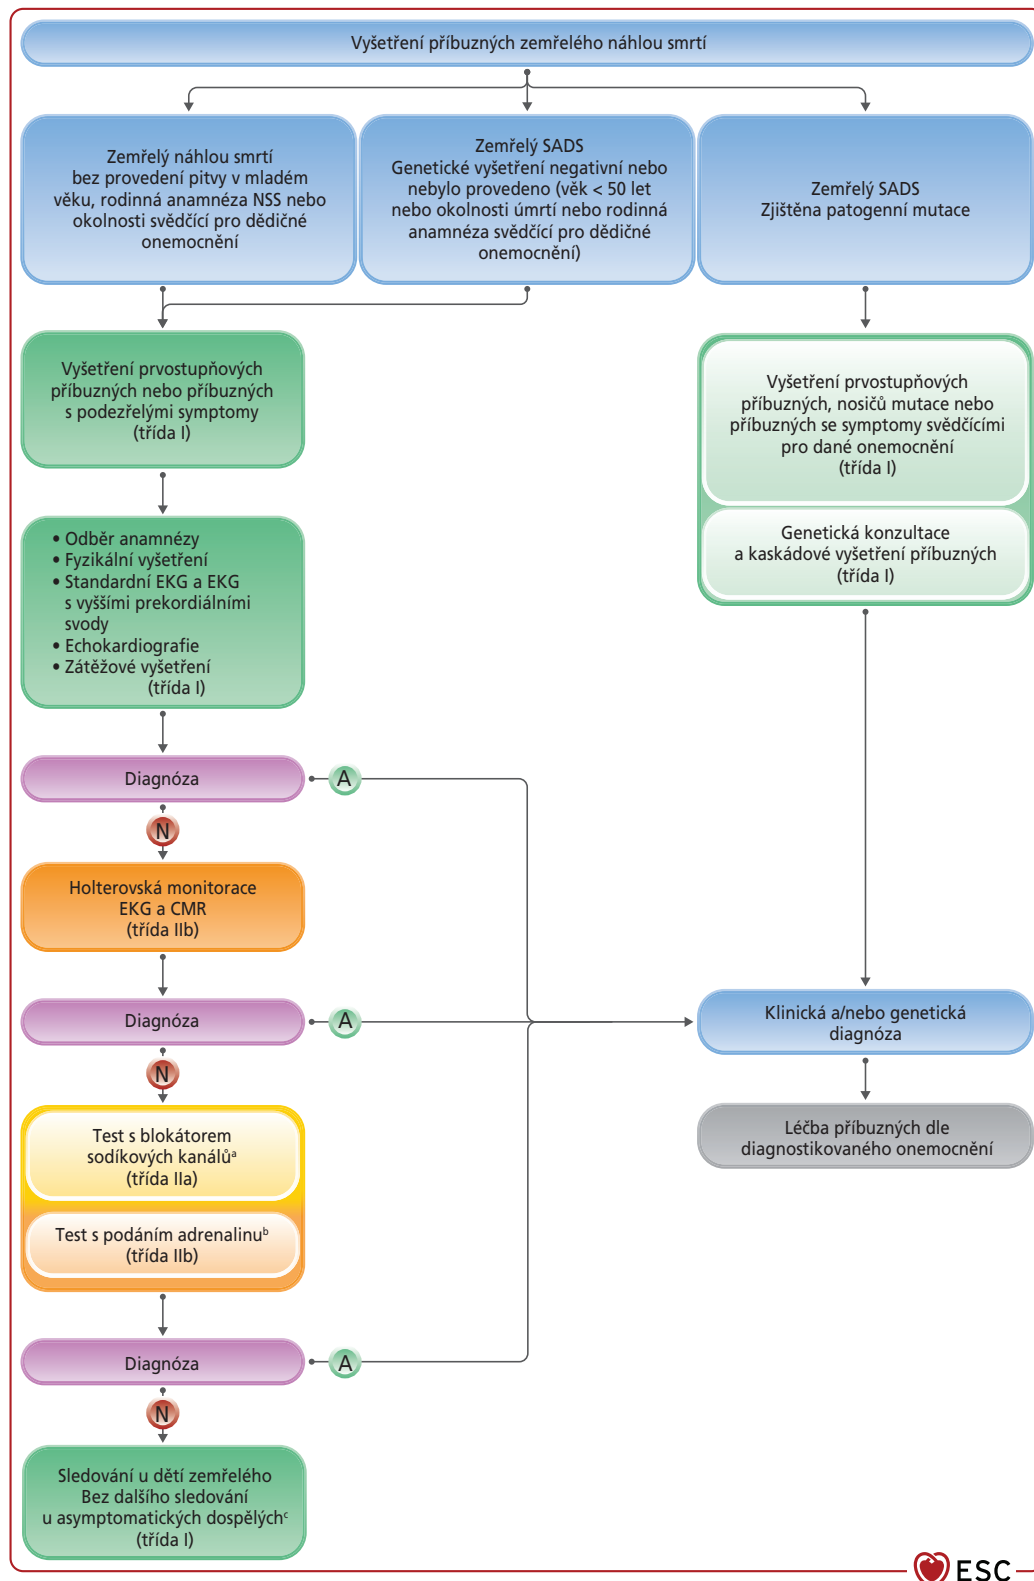 Vyšetření příbuzných zemřelého náhlou smrtí
Zemřelý náhlou smrtí
bez provedení pitvy v mladém
věku, rodinná anamnéza NSS nebo
okolnosti svědčící pro dědičné
onemocnění
Zemřelý SADS
Genetické vyšetření negativní nebo
nebylo provedeno (věk < 50 let
nebo okolnosti úmrtí nebo rodinná
anamnéza svědčící pro dědičné
onemocnění)
Zemřelý SADS
Zjištěna patogenní mutace
Vyšetření prvostupňových
příbuzných nebo příbuzných
s podezřelými symptomy
(třída I)
Vyšetření prvostupňových
příbuzných, nosičů mutace nebo
příbuzných se symptomy svědčícími
pro dané onemocnění
(třída I)
Genetická konzultace
a kaskádové vyšetření příbuzných
(třída I)
• Odběr anamnézy
• Fyzikální vyšetření
• Standardní EKG a EKG
s vyššími prekordiálními
svody
• Echokardiografie
• Zátěžové vyšetření
(třída I)
Diagnóza
A
N
Holterovská monitorace
EKG a CMR
(třída IIb)
Diagnóza
A
Klinická a/nebo genetická
diagnóza
N
Test s blokátorem
sodíkových kanálůᵃ
(třída IIa)
Léčba příbuzných dle
diagnostikovaného onemocnění
Test s podáním adrenalinuᵇ
(třída IIb)
Diagnóza
A
N
Sledování u dětí zemřelého
Bez dalšího sledování
u asymptomatických dospělýchᶜ
(třída I)
ESC